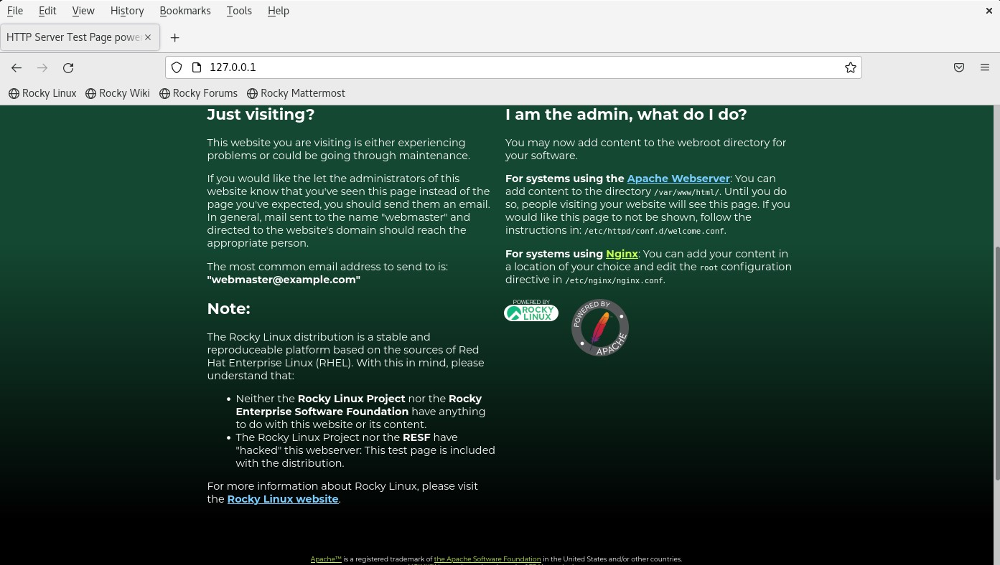 File Edit View History Bookmarks Tools Help
HTTP Server Test Page powe
127.0.0.1
Rocky Linux Rocky Wiki Rocky Forums Rocky Mattermost
Just visiting?
This website you are visiting is either experiencing
problems or could be going through maintenance.
If you would like the let the administrators of this
website know that you've seen this page instead of the
page you've expected, you should send them an email.
In general, mail sent to the name "webmaster" and
directed to the website's domain should reach the
appropriate person.
The most common email address to send to is:
"webmaster@example.com"
Note:
The Rocky Linux distribution is a stable and
reproduceable platform based on the sources of Red
Hat Enterprise Linux (RHEL). With this in mind, please
understand that:
• Neither the Rocky Linux Project nor the Rocky
Enterprise Software Foundation have anything
to do with this website or its content.
• The Rocky Linux Project nor the RESF have
"hacked" this webserver: This test page is included
with the distribution.
For more information about Rocky Linux, please visit
the Rocky Linux website.
I am the admin, what do I do?
You may now add content to the webroot directory for
your software.
For systems using the Apache Webserver: You can
add content to the directory /var/www/html/. Until you do
so, people visiting your website will see this page. If you
would like this page to not be shown, follow the
instructions in: /etc/httpd/conf.d/welcome.conf.
For systems using Nginx: You can add your content in
a location of your choice and edit the root configuration
directive in /etc/nginx/nginx.conf.
POWERED BY
ROCKY
LINUX
POWERED BY
APACHE
Apache™ is a registered trademark of the Apache Software Foundation in the United States and/or other countries.